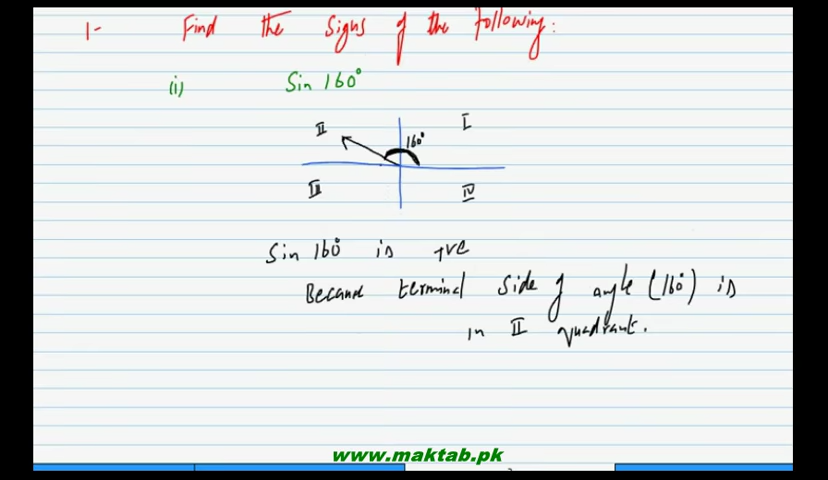 1- Find the Signs of the following:
(i) Sin 160°
II
I
160°
III
IV
Sin 160° is +ve
Because terminal side of angle (160°) is
in II quadrant.
www.maktab.pk